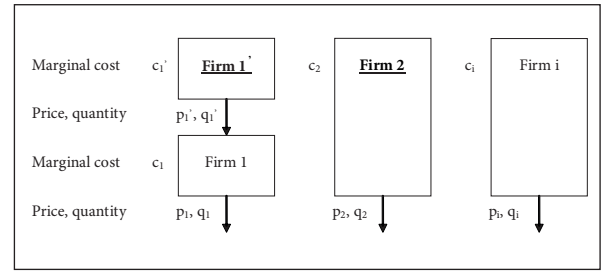 Marginal cost c₁' Firm 1' c₂ Firm 2 cᵢ Firm i
Price, quantity p₁', q₁'
Marginal cost c₁ Firm 1
Price, quantity p₁, q₁ p₂, q₂ pᵢ, qᵢ